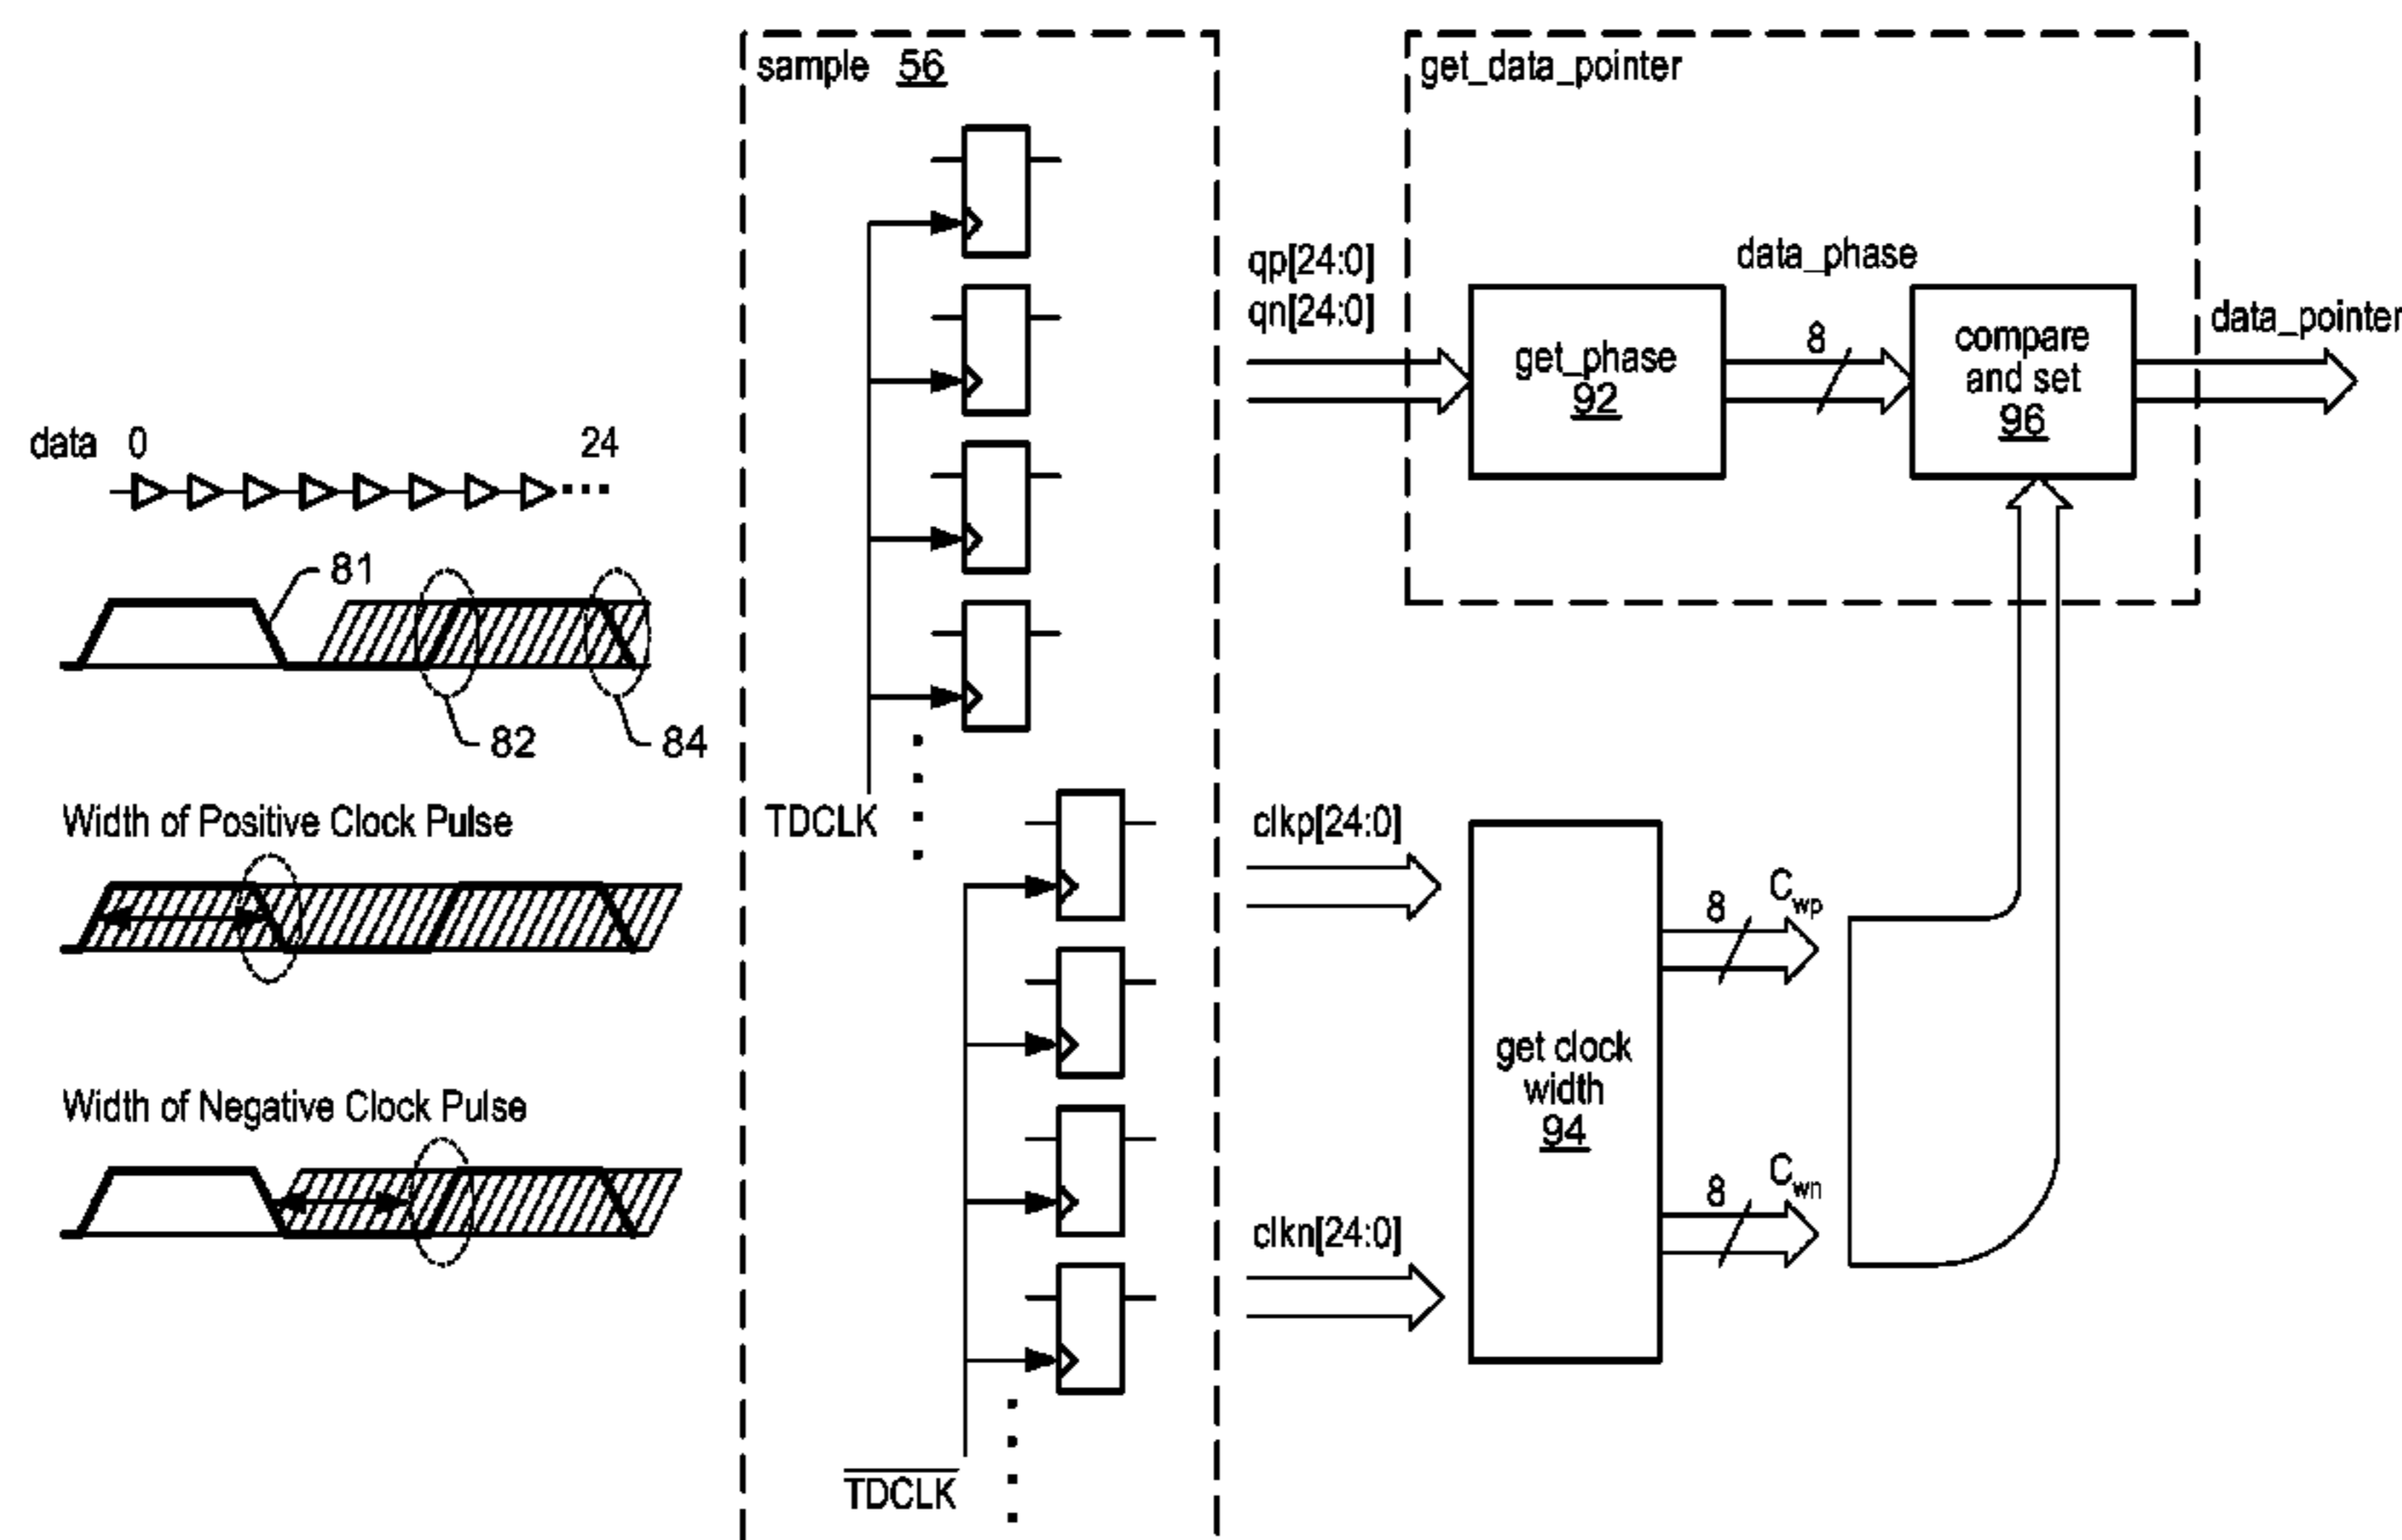 sample 56
get_data_pointer
qp[24:0]
qn[24:0]
data_phase
8
get_phase
92
compare
and set
96
data_pointer
data 0 24
81
82
84
Width of Positive Clock Pulse
TDCLK
clkp[24:0]
8
Cwp
get clock
width
94
Width of Negative Clock Pulse
8
Cwn
clkn[24:0]
TDCLK